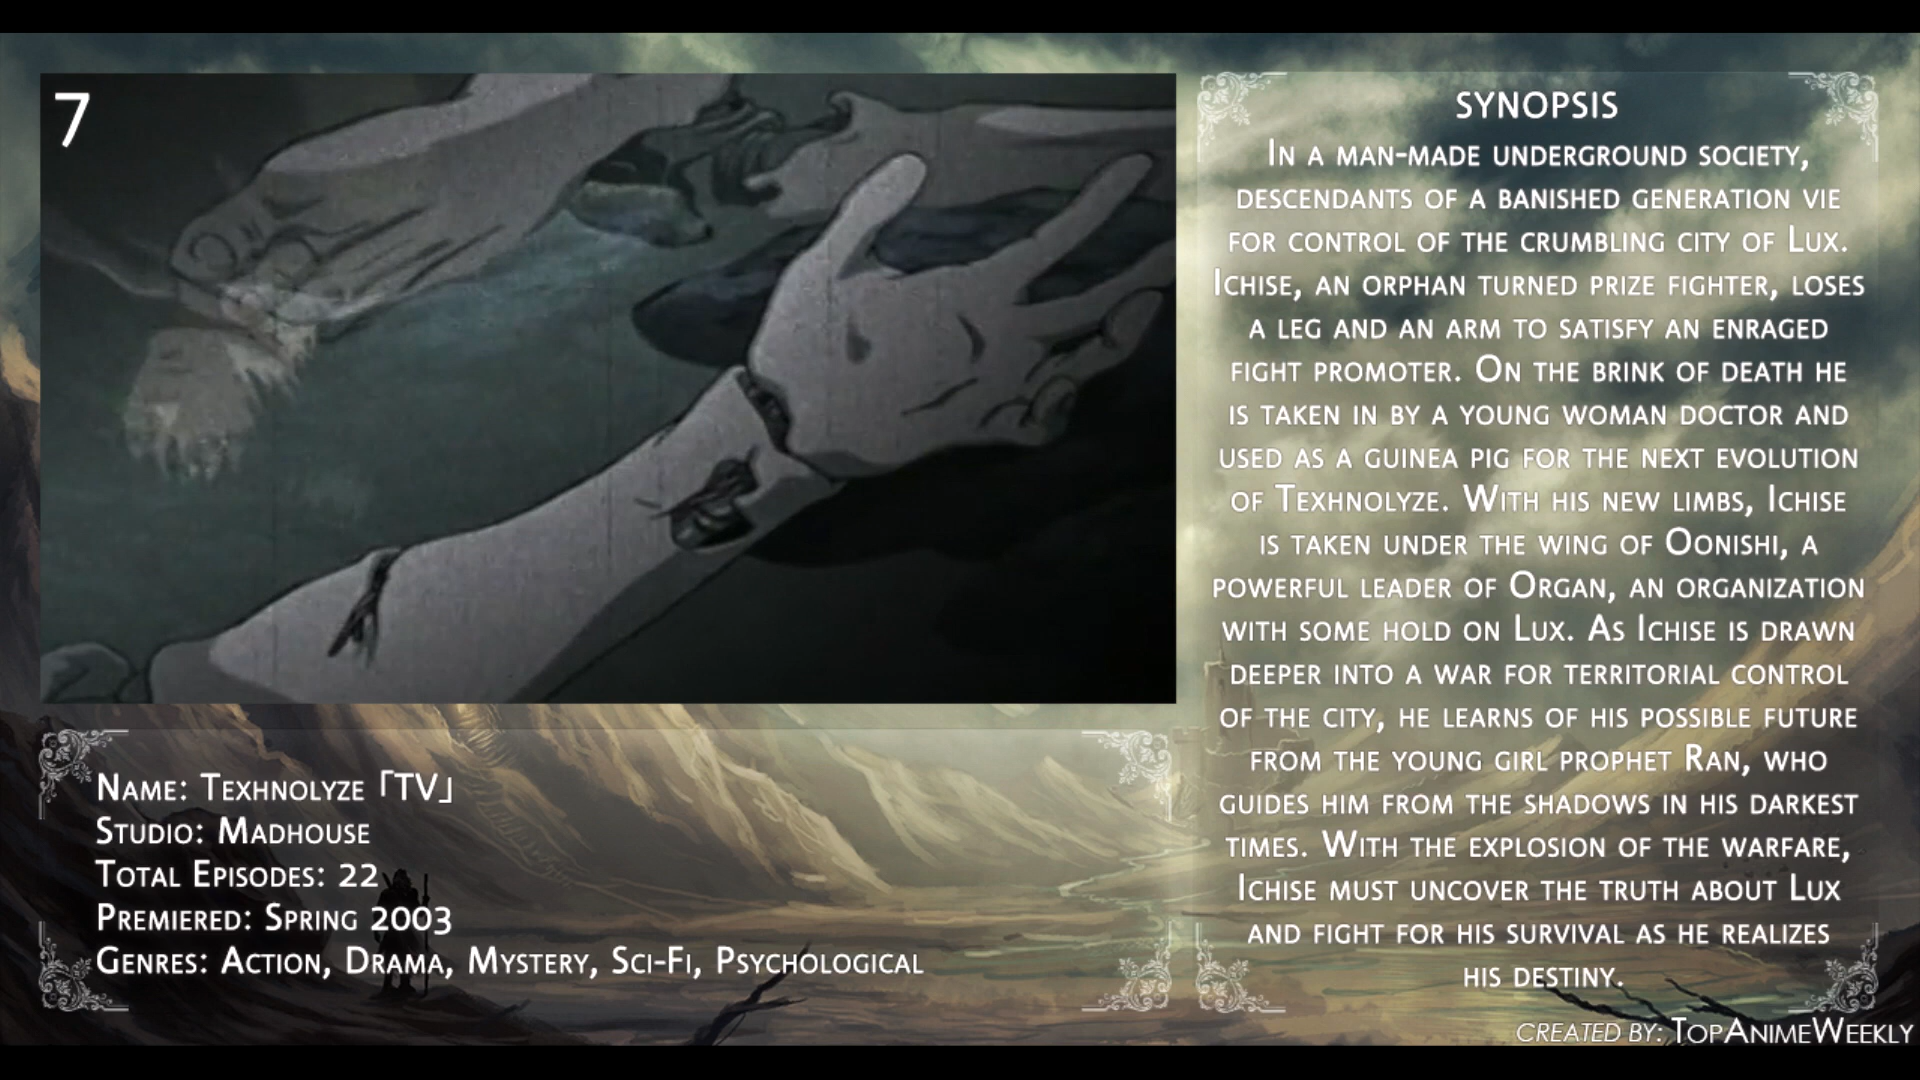 7
SYNOPSIS
In a man-made underground society,
descendants of a banished generation vie
for control of the crumbling city of Lux.
Ichise, an orphan turned prize fighter, loses
a leg and an arm to satisfy an enraged
fight promoter. On the brink of death he
is taken in by a young woman doctor and
used as a guinea pig for the next evolution
of Texhnolyze. With his new limbs, Ichise
is taken under the wing of Oonishi, a
powerful leader of Organ, an organization
with some hold on Lux. As Ichise is drawn
deeper into a war for territorial control
of the city, he learns of his possible future
from the young girl prophet Ran, who
guides him from the shadows in his darkest
times. With the explosion of the warfare,
Ichise must uncover the truth about Lux
and fight for his survival as he realizes
his destiny.
Name: Texhnolyze「TV」
Studio: Madhouse
Total Episodes: 22
Premiered: Spring 2003
Genres: Action, Drama, Mystery, Sci-Fi, Psychological
CREATED BY: TopAnimeWeekly